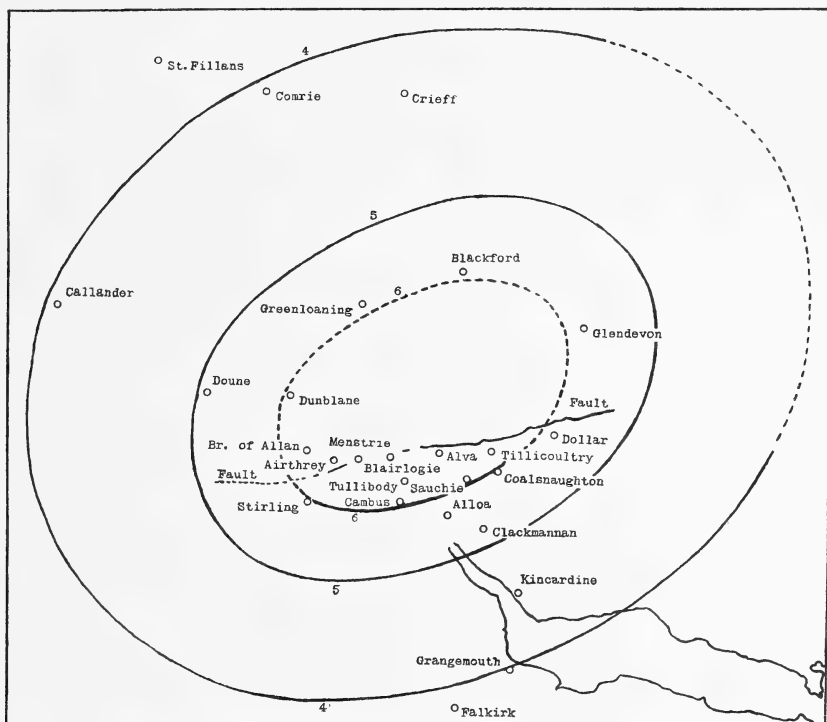 4
St. Fillans
Comrie
Crieff
5
Blackford
6
Callander
Greenloaning
Glendevon
Doune
Dunblane
Fault
Br. of Allan
Menstrie
Dollar
Airthrey
Blairlogie
Alva
Tillicoultry
Fault
Tullibody
Sauchie
Coalsnaughton
Stirling
Cambus
Alloa
6
Clackmannan
5
Kincardine
Grangemouth
4
Falkirk